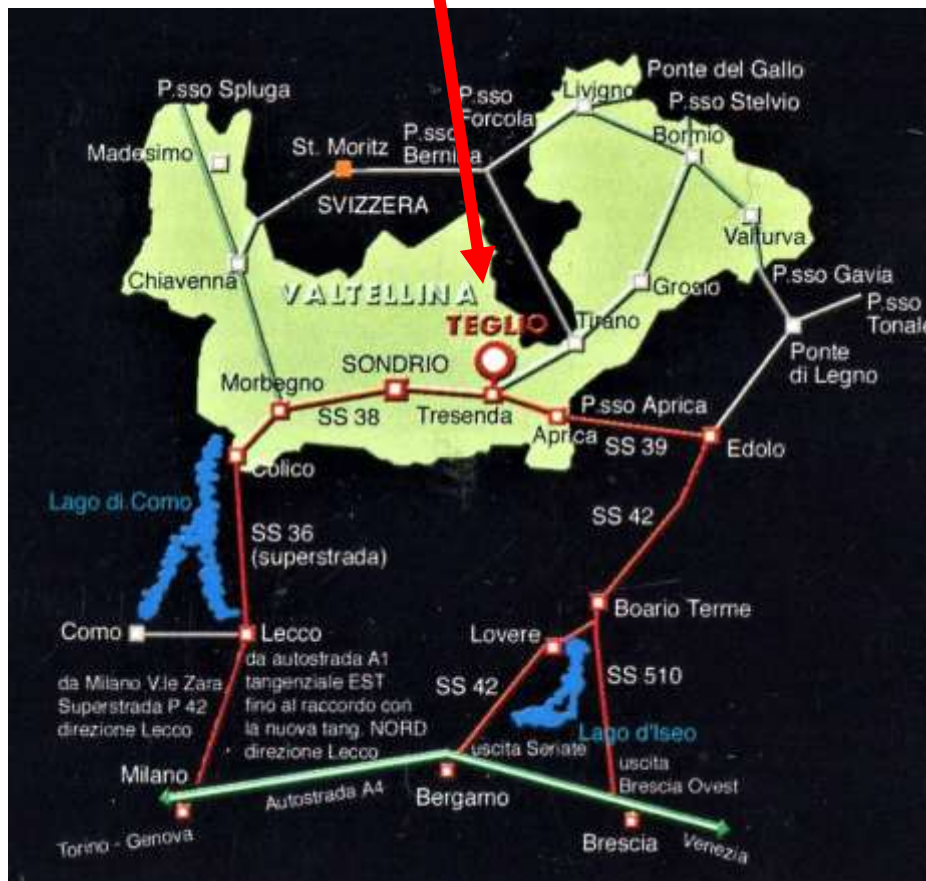 Ponte del Gallo
P.sso Spluga
P.sso
Forcola
Livigno
P.sso Stelvio
Madesimo
St. Moritz
P.sso
Bernina
Bormio
SVIZZERA
Valfurva
Chiavenna
P.sso Gavia
VALTELLINA
Grosio
P.sso
Tonale
TEGLIO
Tirano
Ponte
di Legno
SONDRIO
Morbegno
SS 38
Tresenda
P.sso Aprica
Aprica
SS 39
Edolo
Colico
Lago di Como
SS 36
(superstrada)
SS 42
Boario Terme
Como
Lecco
Lovere
da Milano V.le Zara
Superstrada P 42
direzione Lecco
da autostrada A1
tangenziale EST
fino al raccordo con
la nuova tang. NORD
direzione Lecco
SS 42
SS 510
Lago d'Iseo
uscita Seriate
uscita
Brescia Ovest
Milano
Autostrada A4
Bergamo
Torino - Genova
Brescia
Venezia